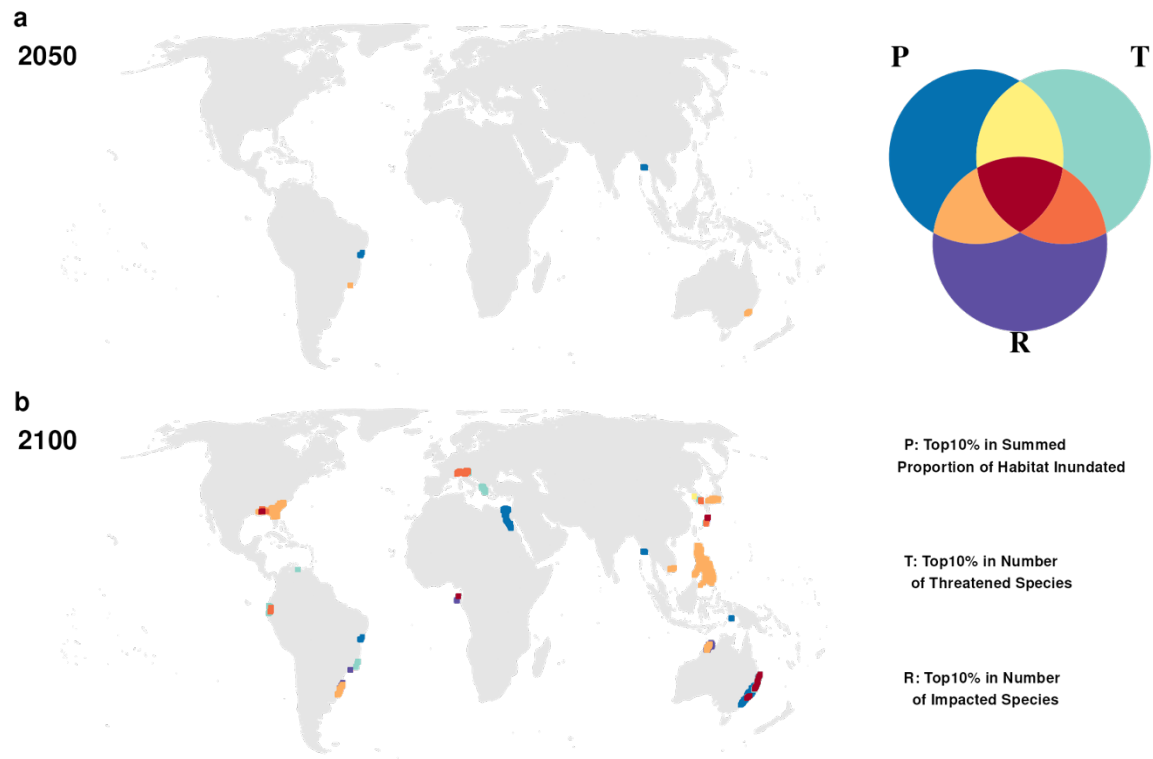 a
2050
P
T
R
b
2100
P: Top10% in Summed
Proportion of Habitat Inundated
T: Top10% in Number
of Threatened Species
R: Top10% in Number
of Impacted Species